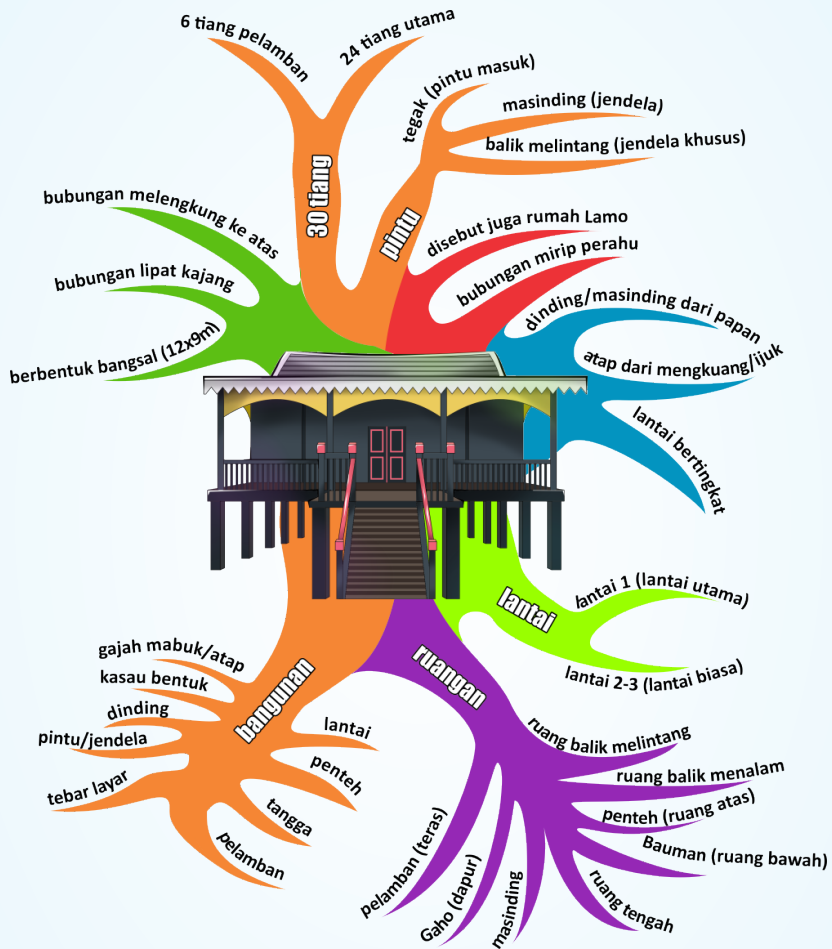 6 tiang pelamban
24 tiang utama
30 tiang
tegak (pintu masuk)
masinding (jendela)
balik melintang (jendela khusus)
pintu
disebut juga rumah Lamo
bubungan mirip perahu
bubungan melengkung ke atas
bubungan lipat kajang
berbentuk bangsal (12x9m)
dinding/masinding dari papan
atap dari mengkuang/ijuk
lantai bertingkat
lantai
lantai 1 (lantai utama)
lantai 2-3 (lantai biasa)
bangunan
gajah mabuk/atap
kasau bentuk
dinding
pintu/jendela
tebar layar
pelamban
tangga
penteh
lantai
ruangan
ruang balik melintang
ruang balik menalam
penteh (ruang atas)
Bauman (ruang bawah)
ruang tengah
masinding
Gaho (dapur)
pelamban (teras)